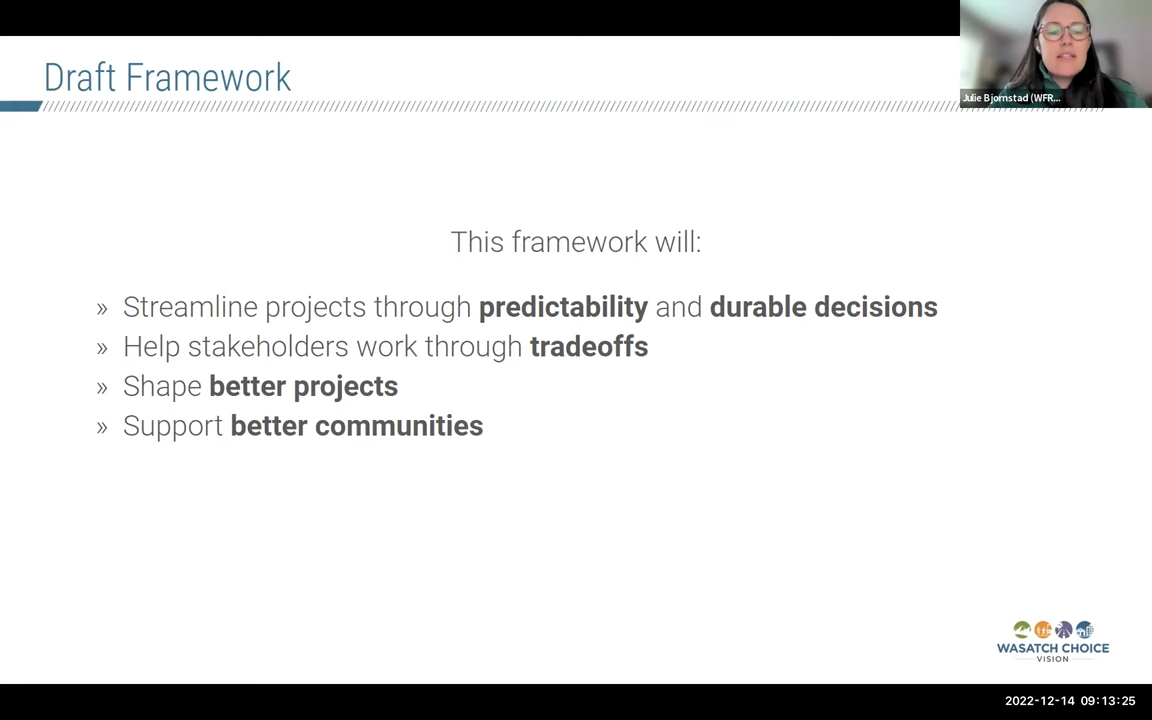 Draft Framework
Julie Bjornstad (WFR...
This framework will:
» Streamline projects through predictability and durable decisions
» Help stakeholders work through tradeoffs
» Shape better projects
» Support better communities
WASATCH CHOICE
VISION
2022-12-14 09:13:25